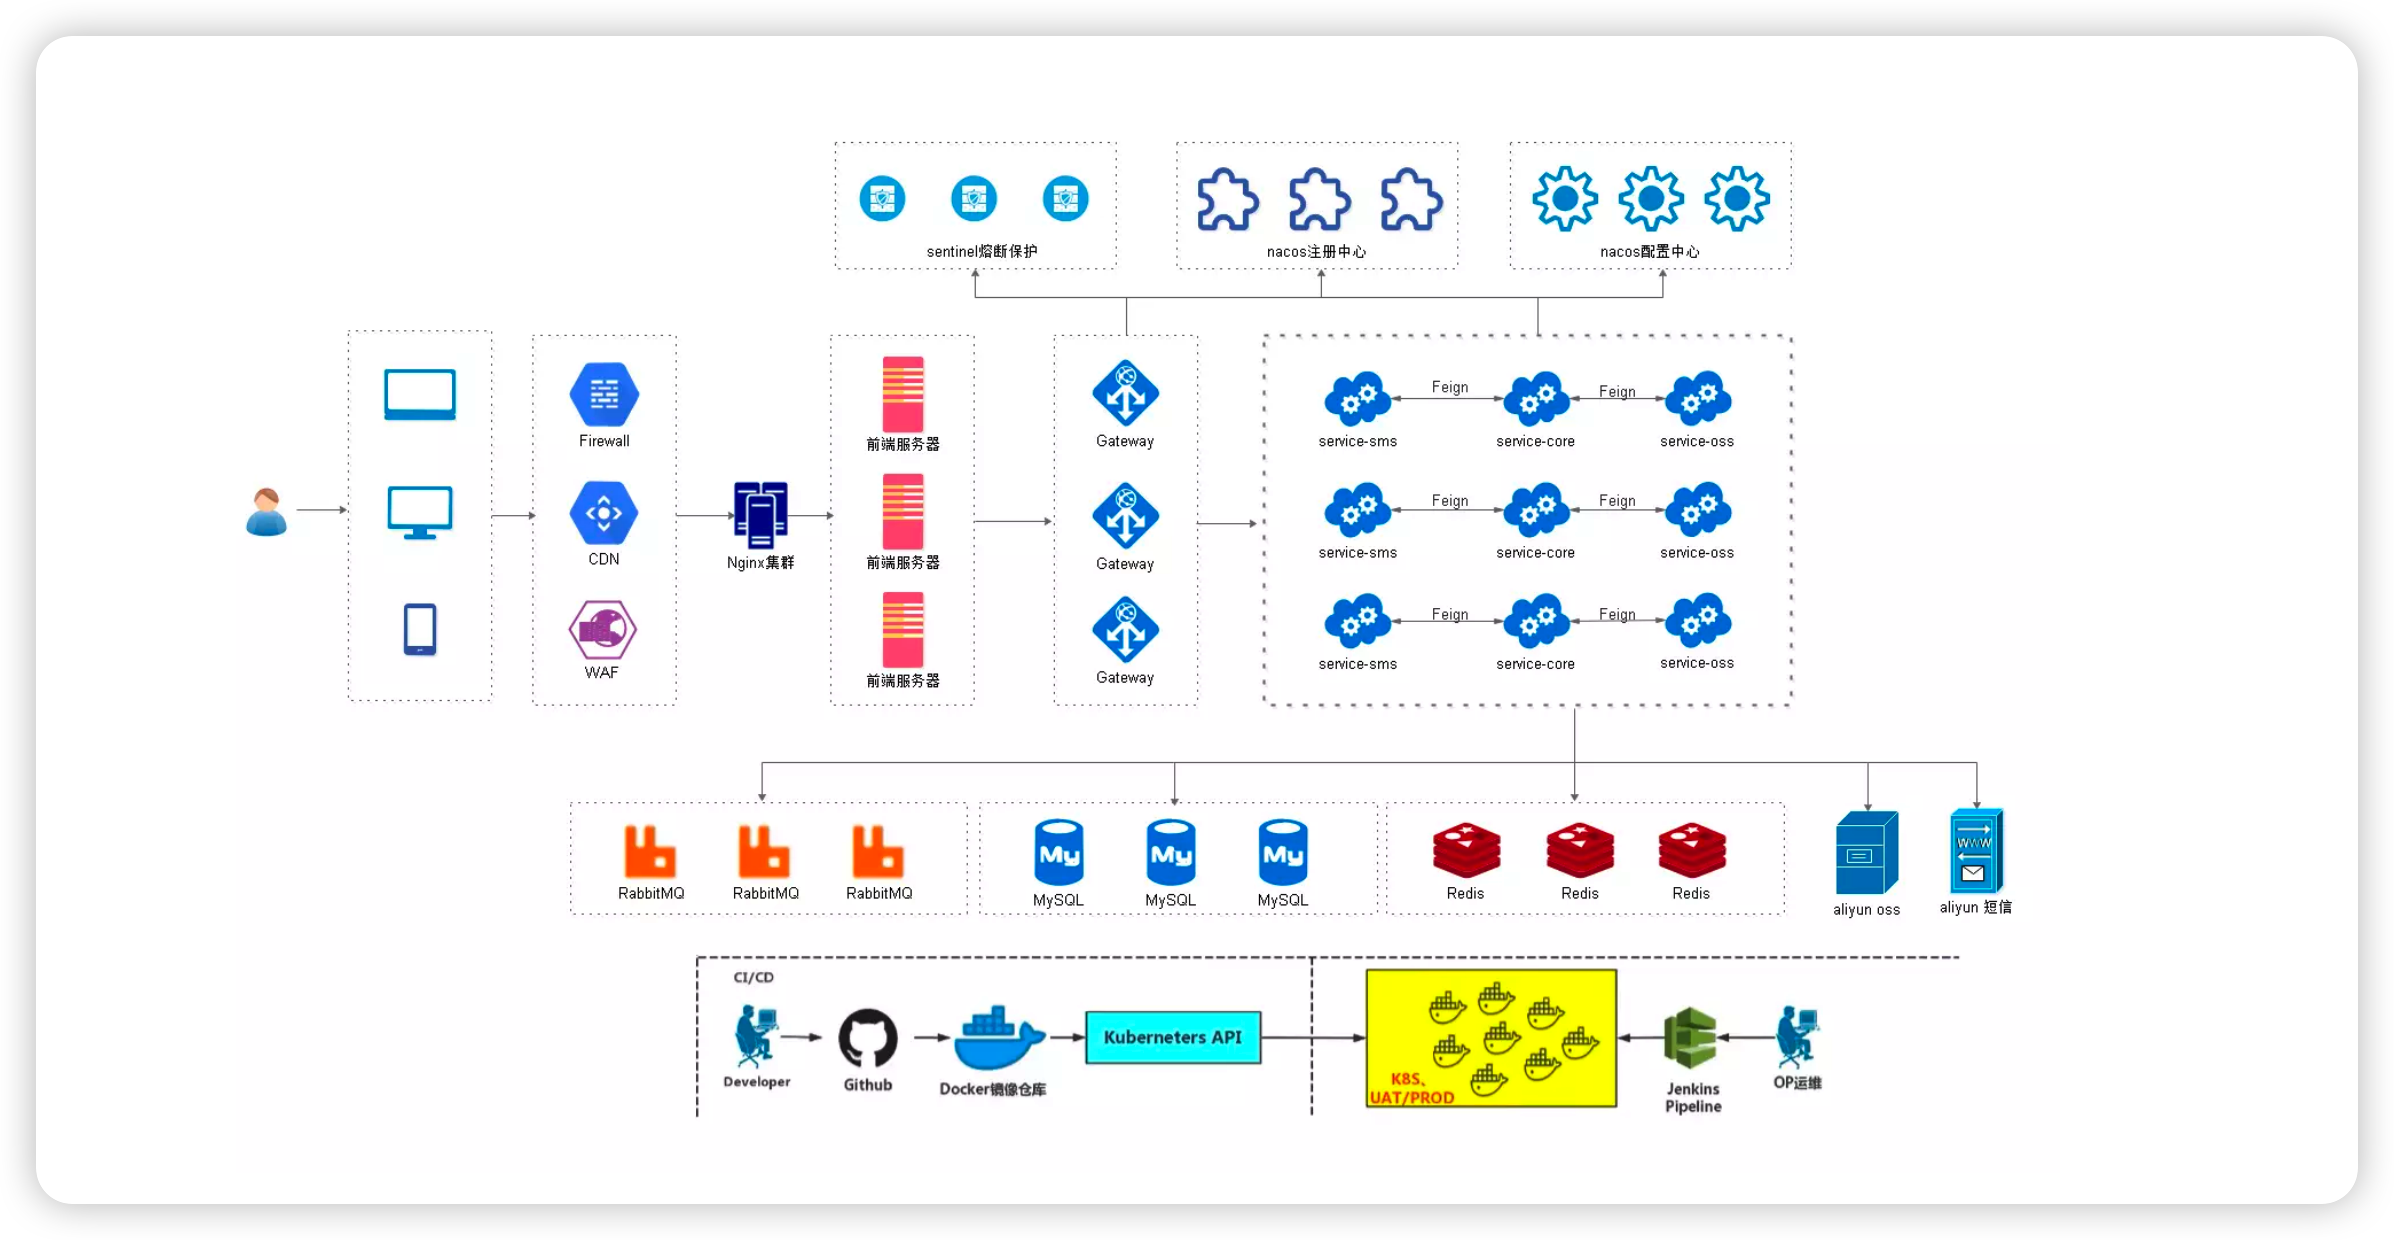 sentinel熔断保护
nacos注册中心
nacos配置中心
Firewall
CDN
WAF
Nginx集群
前端服务器
前端服务器
前端服务器
Gateway
Gateway
Gateway
Feign
Feign
service-sms
service-core
service-oss
Feign
Feign
service-sms
service-core
service-oss
Feign
Feign
service-sms
service-core
service-oss
RabbitMQ
RabbitMQ
RabbitMQ
My
My
My
MySQL
MySQL
MySQL
Redis
Redis
Redis
aliyun oss
WWW
aliyun 短信
CI/CD
Developer
Github
Docker镜像仓库
Kuberneters API
K8S、
UAT/PROD
Jenkins
Pipeline
OP运维